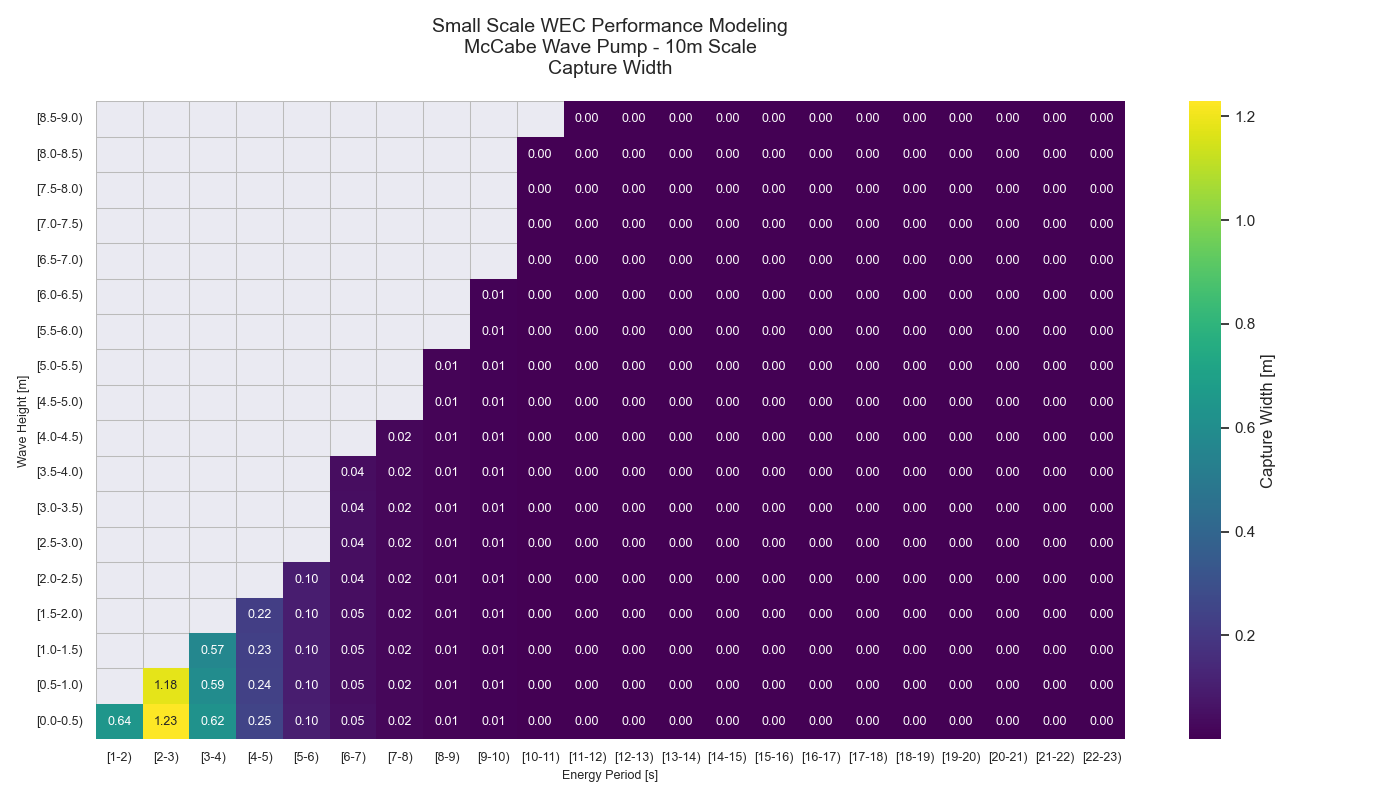 Small Scale WEC Performance Modeling
McCabe Wave Pump - 10m Scale
Capture Width
[8.5-9.0) 0.00 0.00 0.00 0.00 0.00 0.00 0.00 0.00 0.00 0.00 0.00 0.00
[8.0-8.5) 0.00 0.00 0.00 0.00 0.00 0.00 0.00 0.00 0.00 0.00 0.00 0.00 0.00
[7.5-8.0) 0.00 0.00 0.00 0.00 0.00 0.00 0.00 0.00 0.00 0.00 0.00 0.00 0.00
[7.0-7.5) 0.00 0.00 0.00 0.00 0.00 0.00 0.00 0.00 0.00 0.00 0.00 0.00 0.00
[6.5-7.0) 0.00 0.00 0.00 0.00 0.00 0.00 0.00 0.00 0.00 0.00 0.00 0.00 0.00
[6.0-6.5) 0.01 0.00 0.00 0.00 0.00 0.00 0.00 0.00 0.00 0.00 0.00 0.00 0.00 0.00
[5.5-6.0) 0.01 0.00 0.00 0.00 0.00 0.00 0.00 0.00 0.00 0.00 0.00 0.00 0.00 0.00
[5.0-5.5) 0.01 0.01 0.00 0.00 0.00 0.00 0.00 0.00 0.00 0.00 0.00 0.00 0.00 0.00 0.00
[4.5-5.0) 0.01 0.01 0.00 0.00 0.00 0.00 0.00 0.00 0.00 0.00 0.00 0.00 0.00 0.00 0.00
[4.0-4.5) 0.02 0.01 0.01 0.00 0.00 0.00 0.00 0.00 0.00 0.00 0.00 0.00 0.00 0.00 0.00 0.00
[3.5-4.0) 0.04 0.02 0.01 0.01 0.00 0.00 0.00 0.00 0.00 0.00 0.00 0.00 0.00 0.00 0.00 0.00 0.00
[3.0-3.5) 0.04 0.02 0.01 0.01 0.00 0.00 0.00 0.00 0.00 0.00 0.00 0.00 0.00 0.00 0.00 0.00 0.00
[2.5-3.0) 0.04 0.02 0.01 0.01 0.00 0.00 0.00 0.00 0.00 0.00 0.00 0.00 0.00 0.00 0.00 0.00 0.00
[2.0-2.5) 0.10 0.04 0.02 0.01 0.01 0.00 0.00 0.00 0.00 0.00 0.00 0.00 0.00 0.00 0.00 0.00 0.00 0.00
[1.5-2.0) 0.22 0.10 0.05 0.02 0.01 0.01 0.00 0.00 0.00 0.00 0.00 0.00 0.00 0.00 0.00 0.00 0.00 0.00 0.00
[1.0-1.5) 0.57 0.23 0.10 0.05 0.02 0.01 0.01 0.00 0.00 0.00 0.00 0.00 0.00 0.00 0.00 0.00 0.00 0.00 0.00 0.00
[0.5-1.0) 1.18 0.59 0.24 0.10 0.05 0.02 0.01 0.01 0.00 0.00 0.00 0.00 0.00 0.00 0.00 0.00 0.00 0.00 0.00 0.00 0.00
[0.0-0.5) 0.64 1.23 0.62 0.25 0.10 0.05 0.02 0.01 0.01 0.00 0.00 0.00 0.00 0.00 0.00 0.00 0.00 0.00 0.00 0.00 0.00 0.00
[1-2) [2-3) [3-4) [4-5) [5-6) [6-7) [7-8) [8-9) [9-10) [10-11) [11-12) [12-13) [13-14) [14-15) [15-16) [16-17) [17-18) [18-19) [19-20) [20-21) [21-22) [22-23)
Energy Period [s]
Wave Height [m]
1.2
1.0
0.8
0.6
0.4
0.2
Capture Width [m]